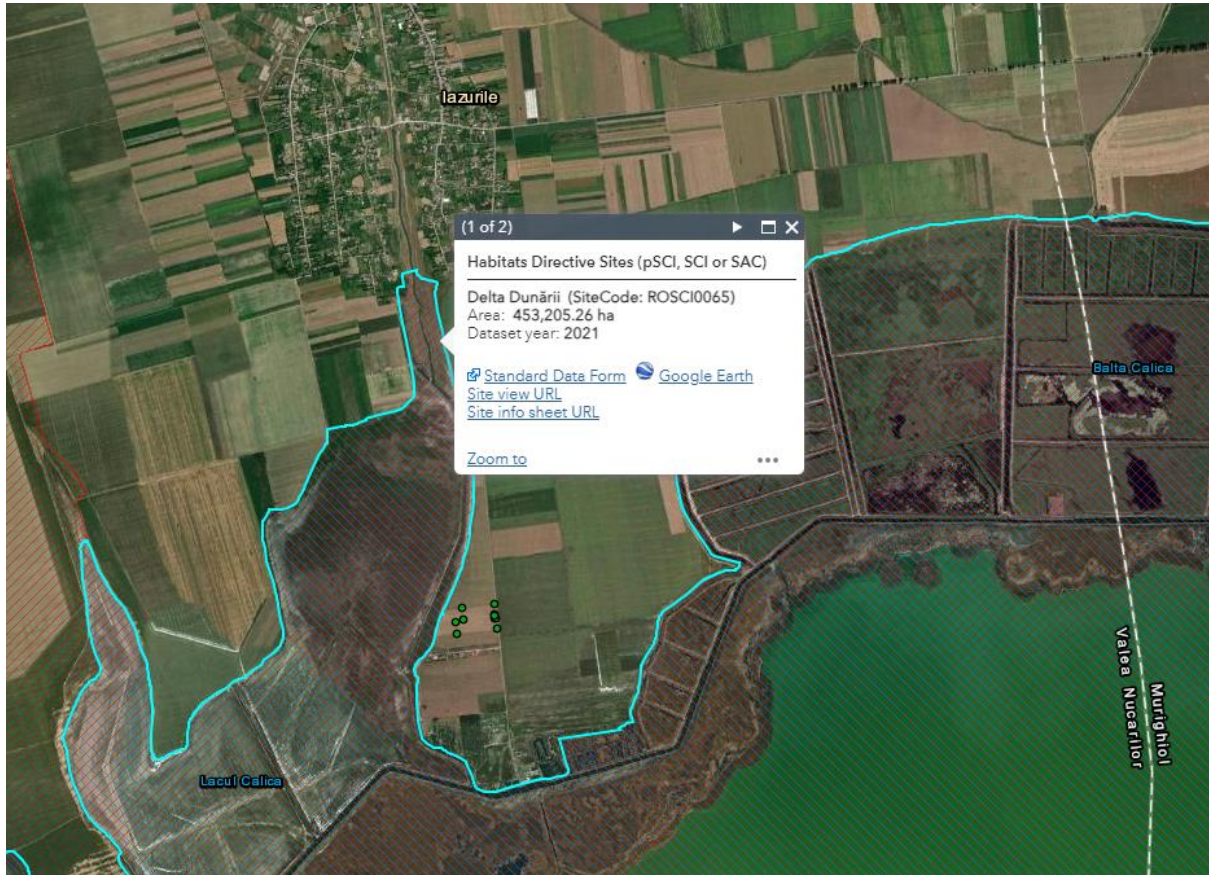 Iazurile
(1 of 2)
Habitats Directive Sites (pSCI, SCI or SAC)
Delta Dunării (SiteCode: ROSCI0065)
Area: 453,205.26 ha
Dataset year: 2021
Standard Data Form Google Earth
Site view URL
Site info sheet URL
Zoom to
Balta Calica
Valea Nucarilor
Murighiol
Lacul Calica